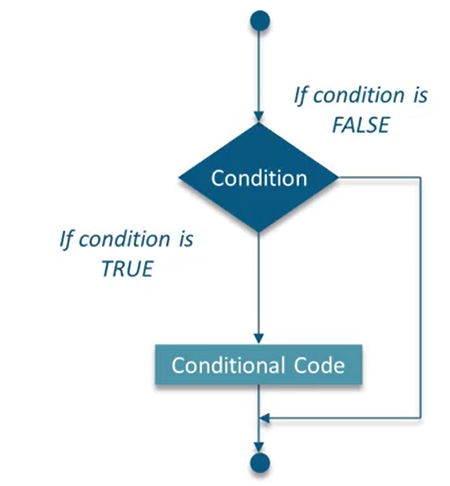 If condition is
FALSE
Condition
If condition is
TRUE
Conditional Code